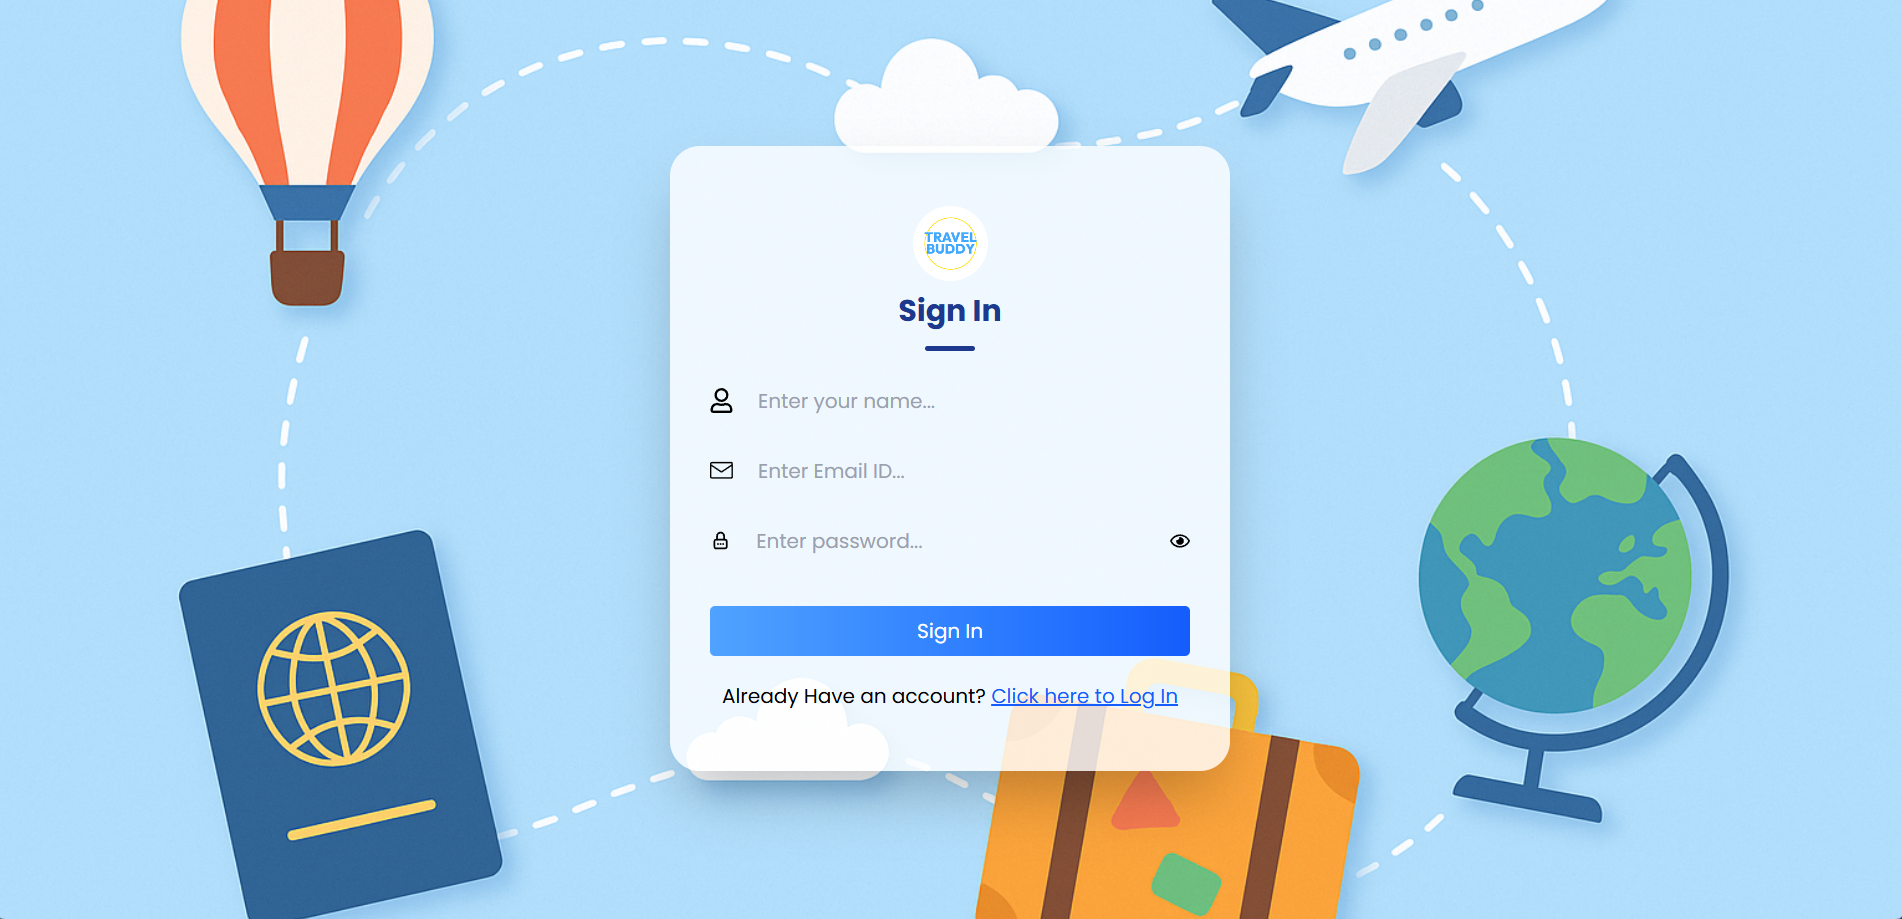 TRAVEL
BUDDY
Sign In
Enter your name...
Enter Email ID...
Enter password...
Sign In
Already Have an account? Click here to Log In